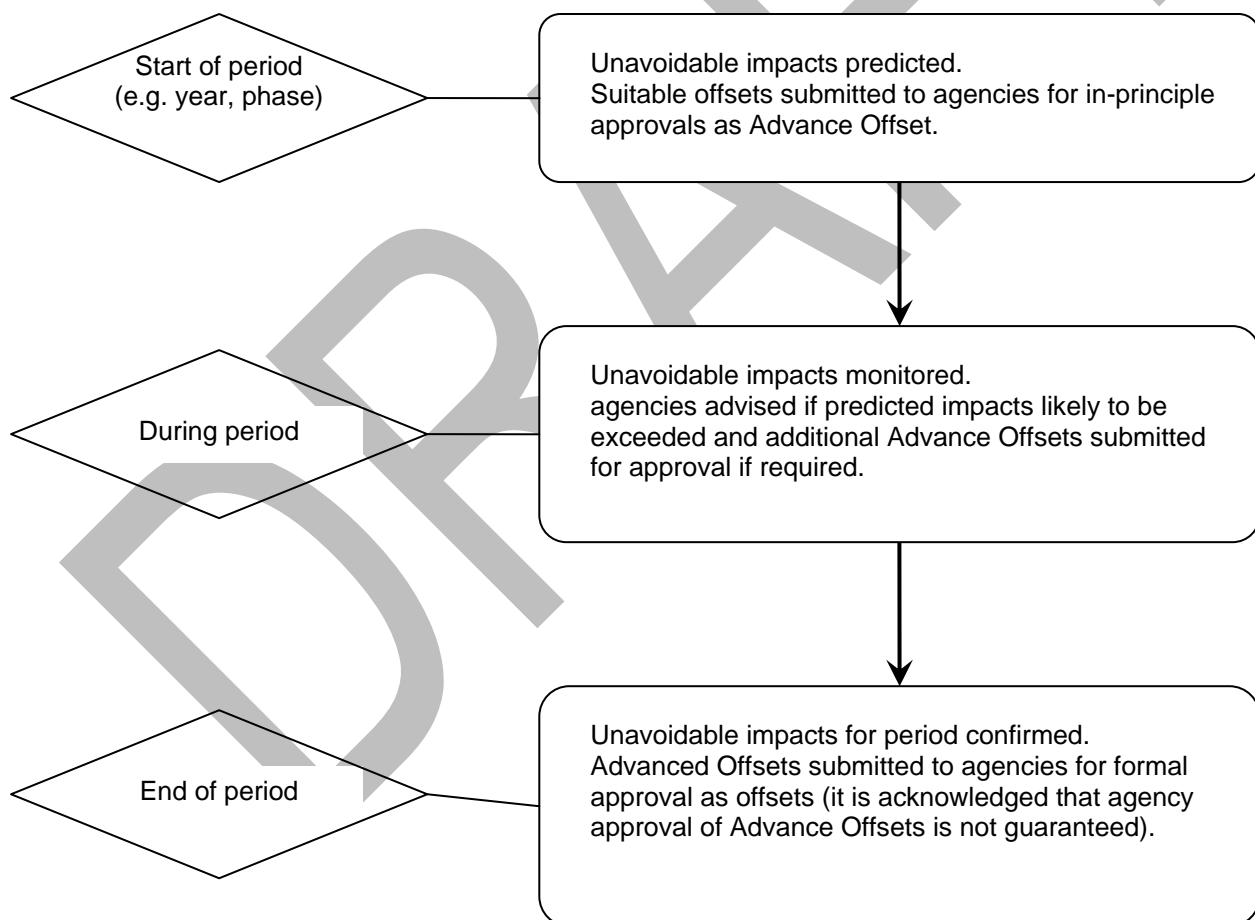 Start of period
(e.g. year, phase)
Unavoidable impacts predicted.
Suitable offsets submitted to agencies for in-principle
approvals as Advance Offset.
During period
Unavoidable impacts monitored.
agencies advised if predicted impacts likely to be
exceeded and additional Advance Offsets submitted
for approval if required.
End of period
Unavoidable impacts for period confirmed.
Advanced Offsets submitted to agencies for formal
approval as offsets (it is acknowledged that agency
approval of Advance Offsets is not guaranteed).
DRA